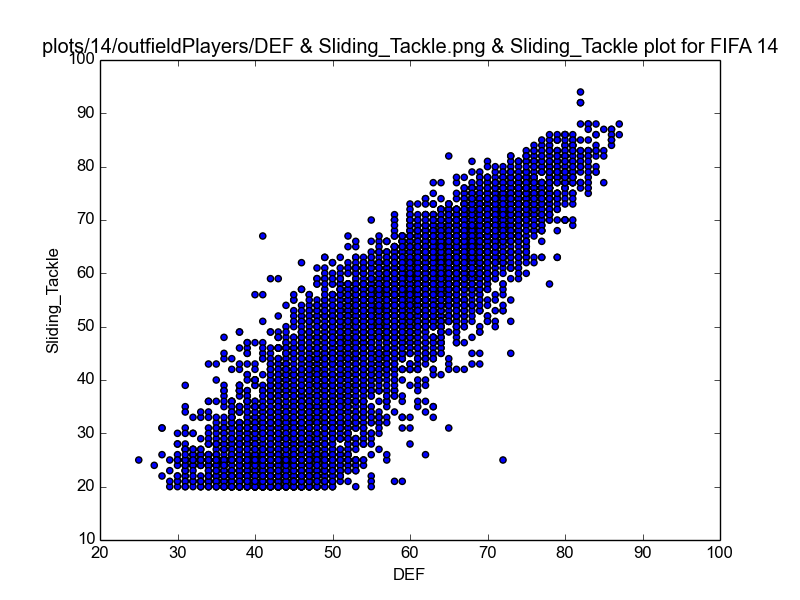 plots/14/outfieldPlayers/DEF & Sliding_Tackle.png & Sliding_Tackle plot for FIFA 14
100
90
80
70
60
50
40
30
20
10
Sliding_Tackle
20 30 40 50 60 70 80 90 100
DEF